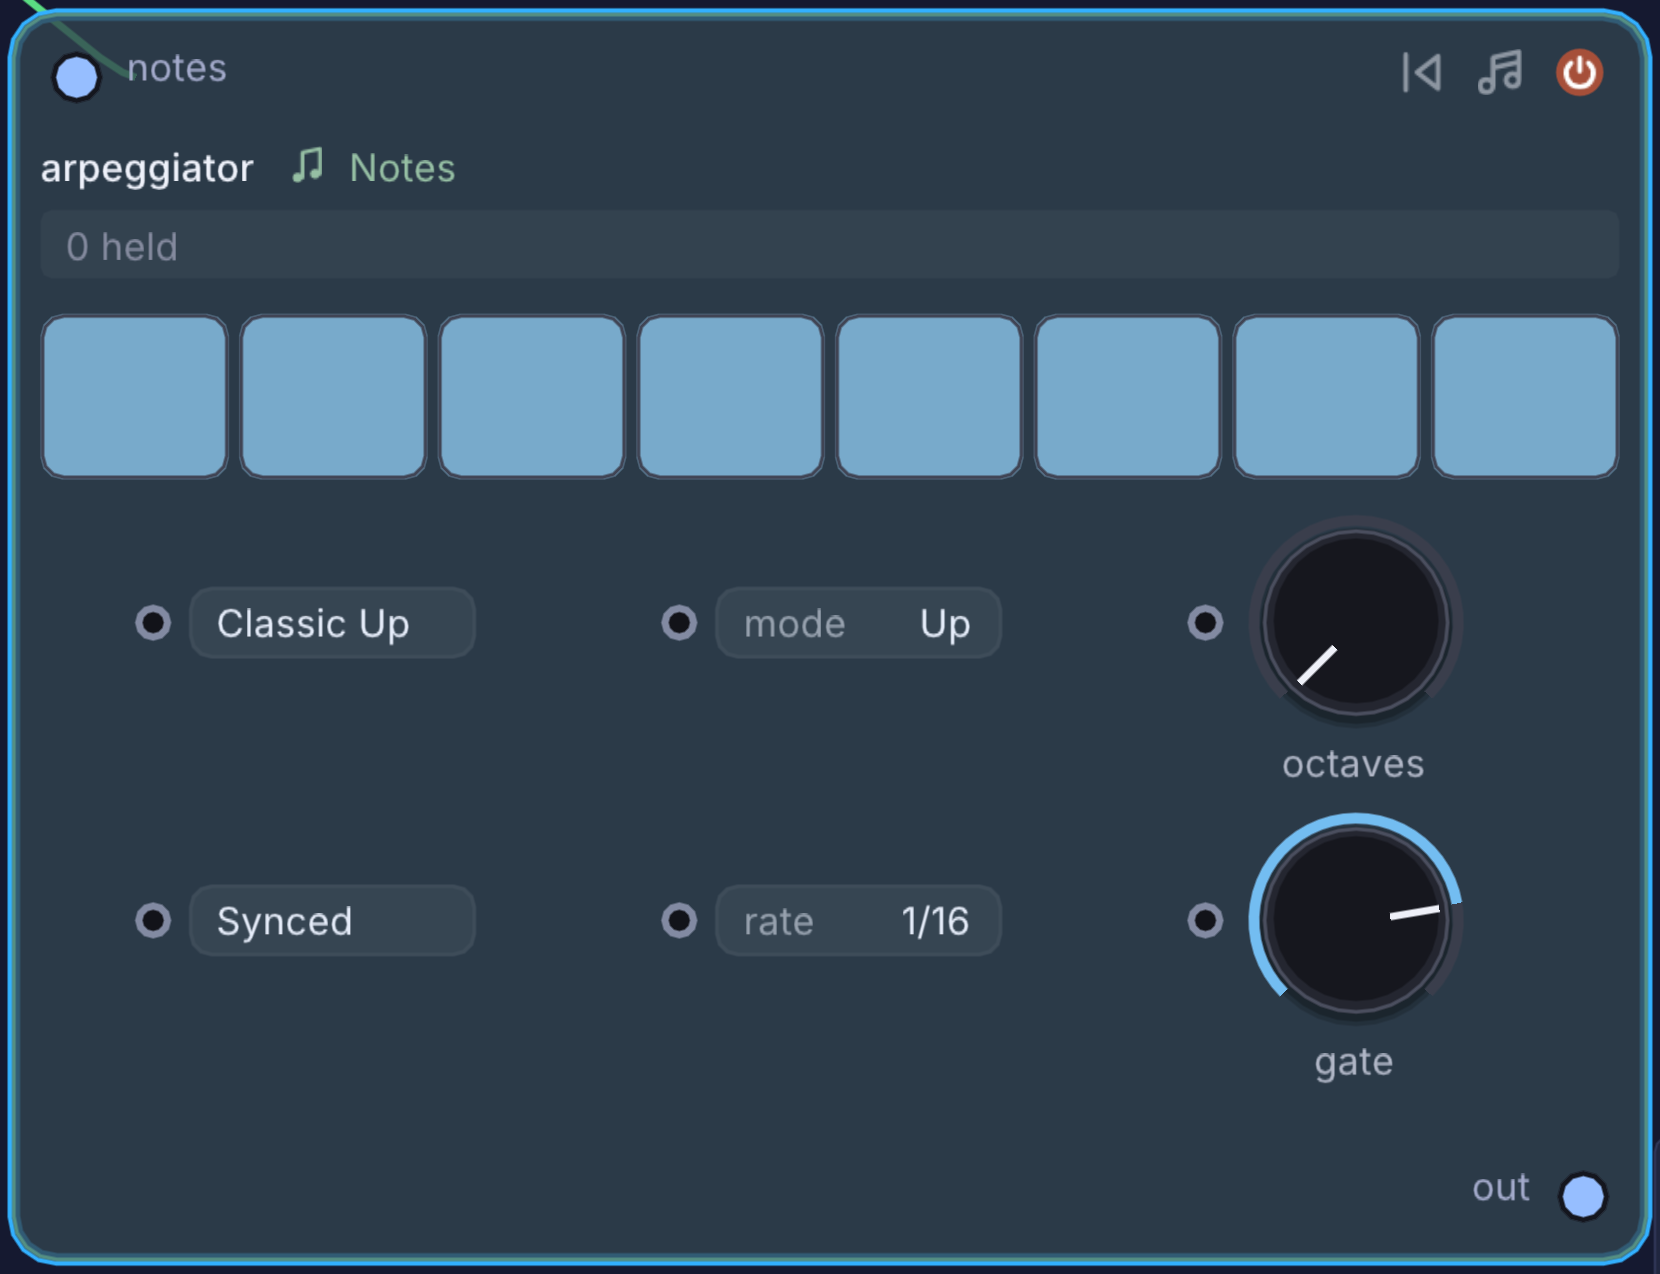 notes
arpeggiator Notes
0 held
Classic Up mode Up
octaves
Synced rate 1/16
gate
out